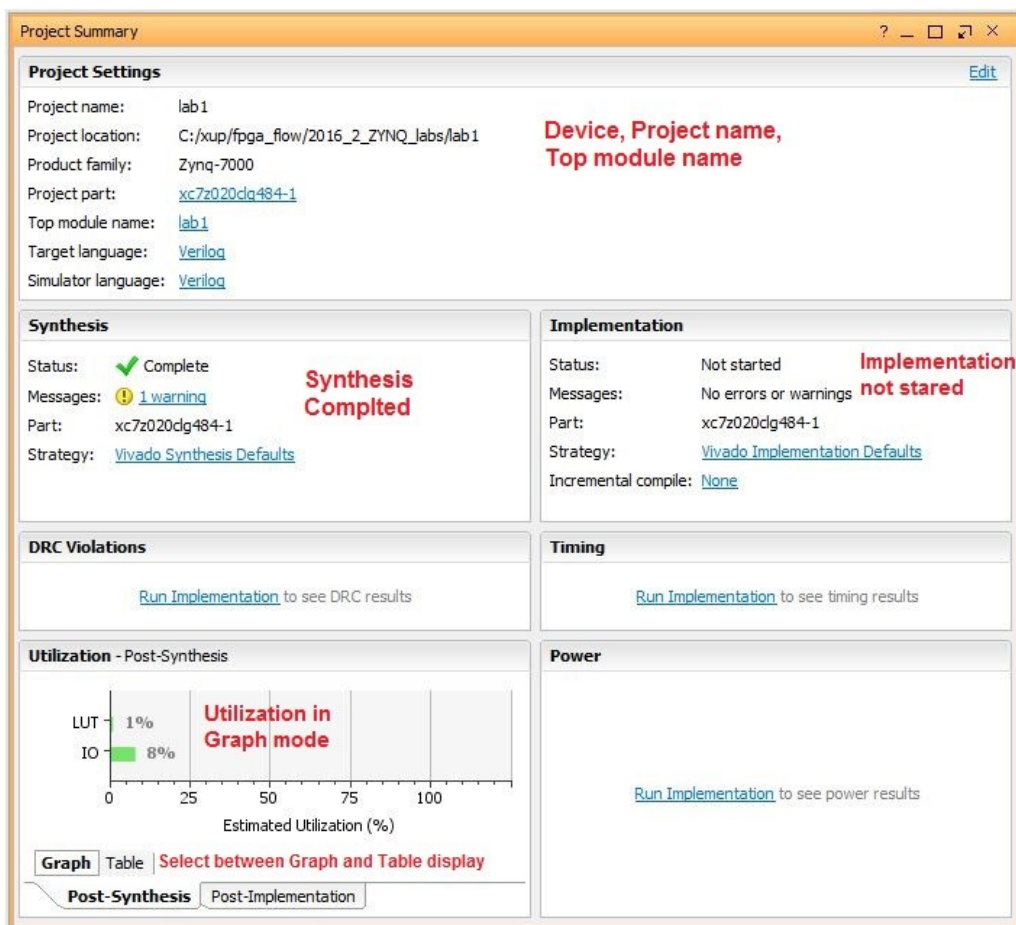 Project Summary
? _ □ ×
Project Settings Edit
Project name: lab1
Project location: C:/xup/fpga_flow/2016_2_ZYNQ_labs/lab1
Product family: Zynq-7000
Project part: xc7z020clg484-1
Top module name: lab1
Target language: Verilog
Simulator language: Verilog
Device, Project name,
Top module name
Synthesis
Status: Complete
Messages: 1 warning
Part: xc7z020clg484-1
Strategy: Vivado Synthesis Defaults
Synthesis
Complted
Implementation
Status: Not started
Messages: No errors or warnings
Part: xc7z020clg484-1
Strategy: Vivado Implementation Defaults
Incremental compile: None
Implementation
not stared
DRC Violations
Run Implementation to see DRC results
Timing
Run Implementation to see timing results
Utilization - Post-Synthesis
LUT 1%
IO 8%
0 25 50 75 100
Estimated Utilization (%)
Utilization in
Graph mode
Graph Table Select between Graph and Table display
Post-Synthesis Post-Implementation
Power
Run Implementation to see power results